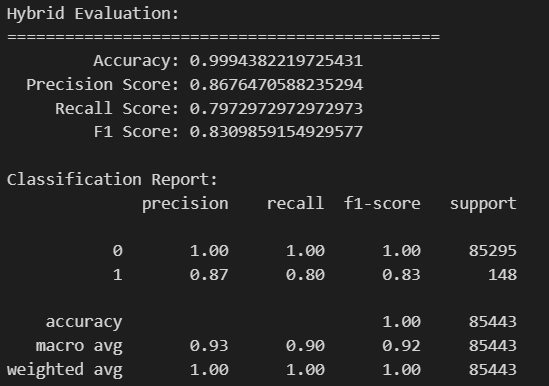 Hybrid Evaluation:
=============================================
Accuracy: 0.9994382219725431
Precision Score: 0.8676470588235294
Recall Score: 0.7972972972972973
F1 Score: 0.8309859154929577
Classification Report:
precision recall f1-score support
0 1.00 1.00 1.00 85295
1 0.87 0.80 0.83 148
accuracy 1.00 85443
macro avg 0.93 0.90 0.92 85443
weighted avg 1.00 1.00 1.00 85443